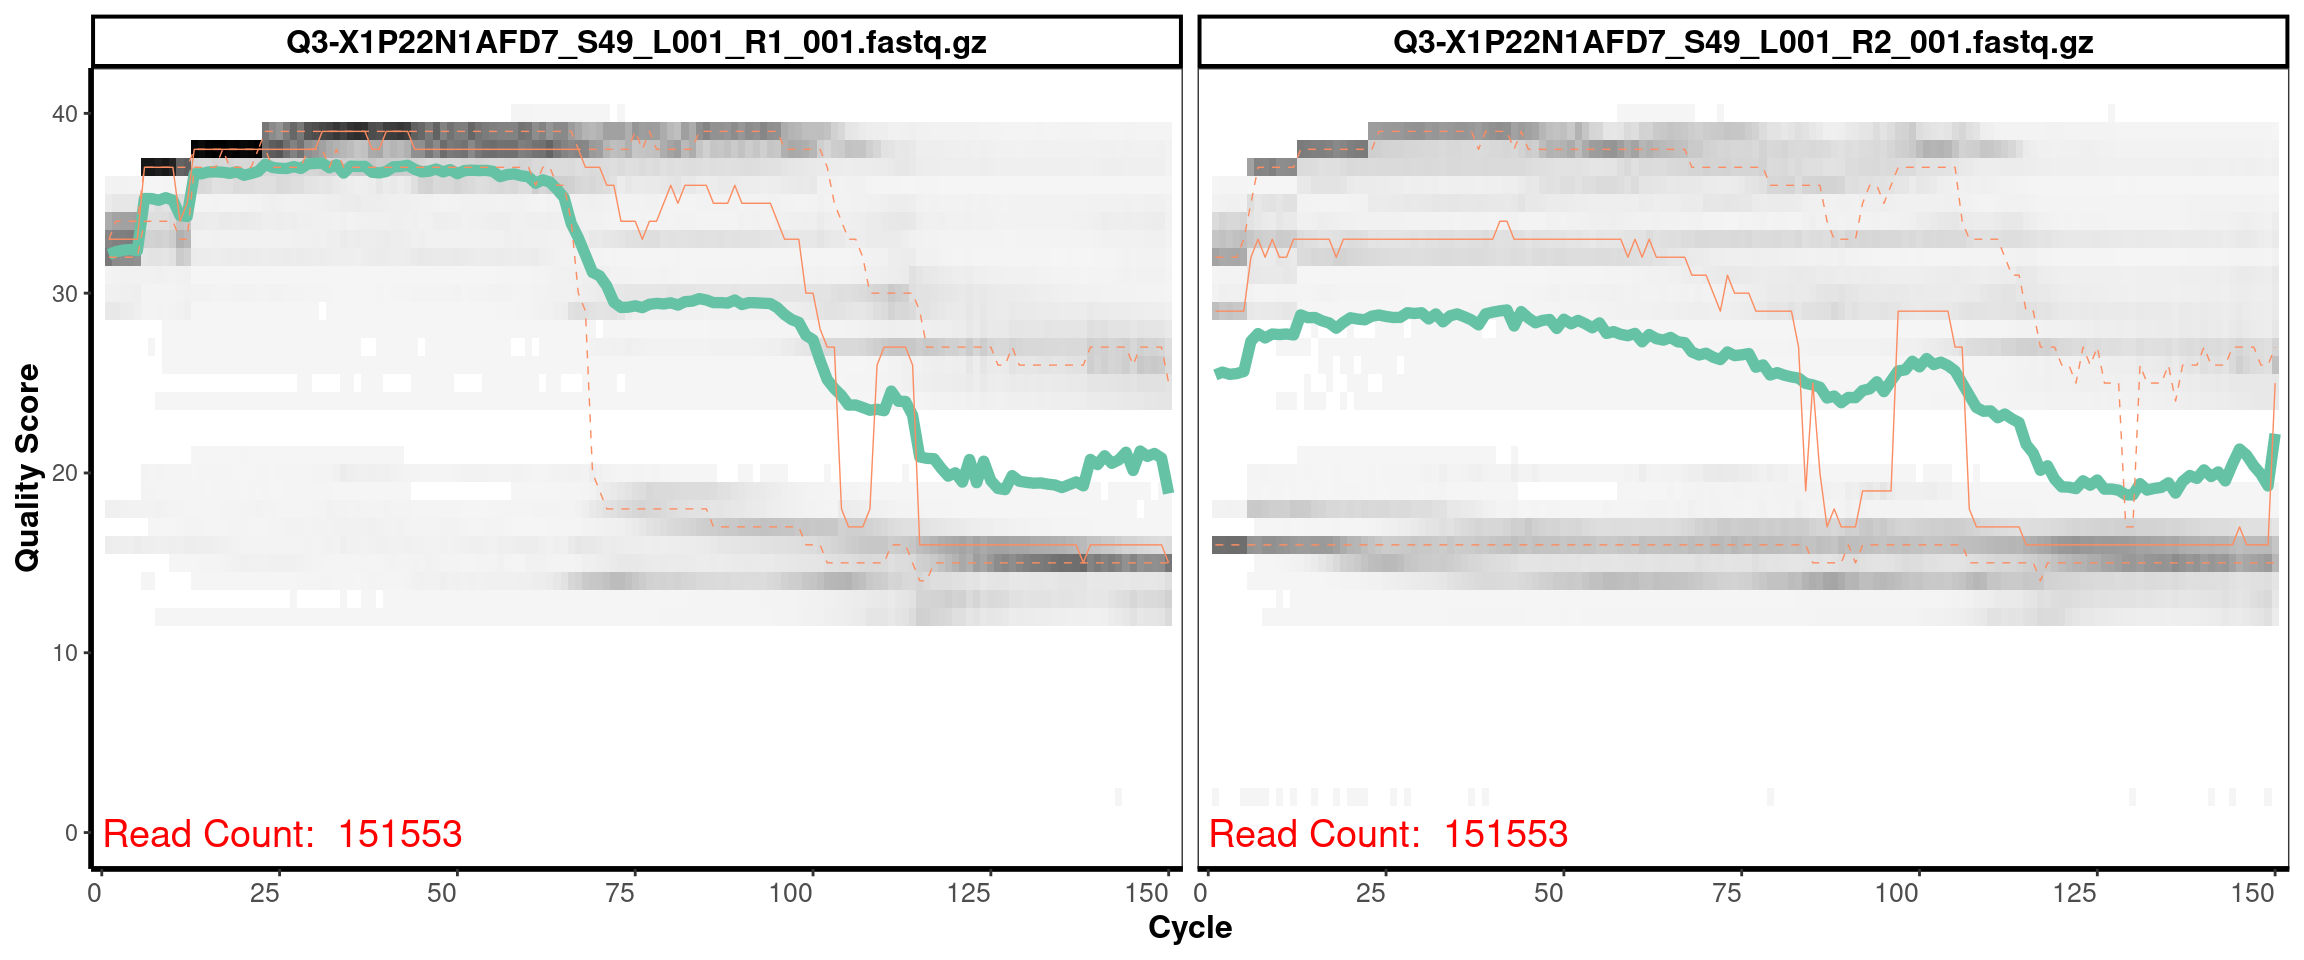 Q3-X1P22N1AFD7_S49_L001_R1_001.fastq.gz
Q3-X1P22N1AFD7_S49_L001_R2_001.fastq.gz
Quality Score
40
30
20
10
0
Read Count: 151553
Read Count: 151553
0 25 50 75 100 125 150
0 25 50 75 100 125 150
Cycle